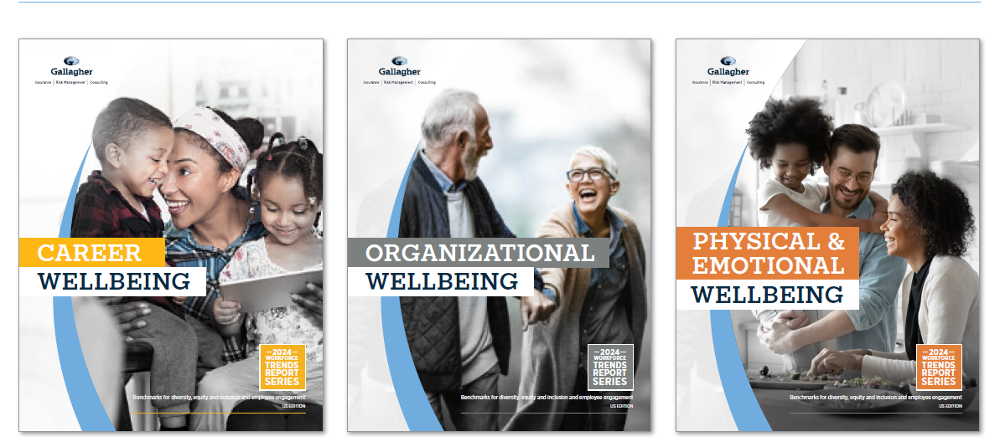 Gallagher
Insurance | Risk Management | Consulting
CAREER
WELLBEING
—2024—
WORKFORCE
TRENDS
REPORT
SERIES
Benchmarks for diversity, equity and inclusion and employee engagement
US EDITION
Gallagher
Insurance | Risk Management | Consulting
ORGANIZATIONAL
WELLBEING
—2024—
WORKFORCE
TRENDS
REPORT
SERIES
Benchmarks for diversity, equity and inclusion and employee engagement
US EDITION
Gallagher
Insurance | Risk Management | Consulting
PHYSICAL &
EMOTIONAL
WELLBEING
—2024—
WORKFORCE
TRENDS
REPORT
SERIES
Benchmarks for diversity, equity and inclusion and employee engagement
US EDITION